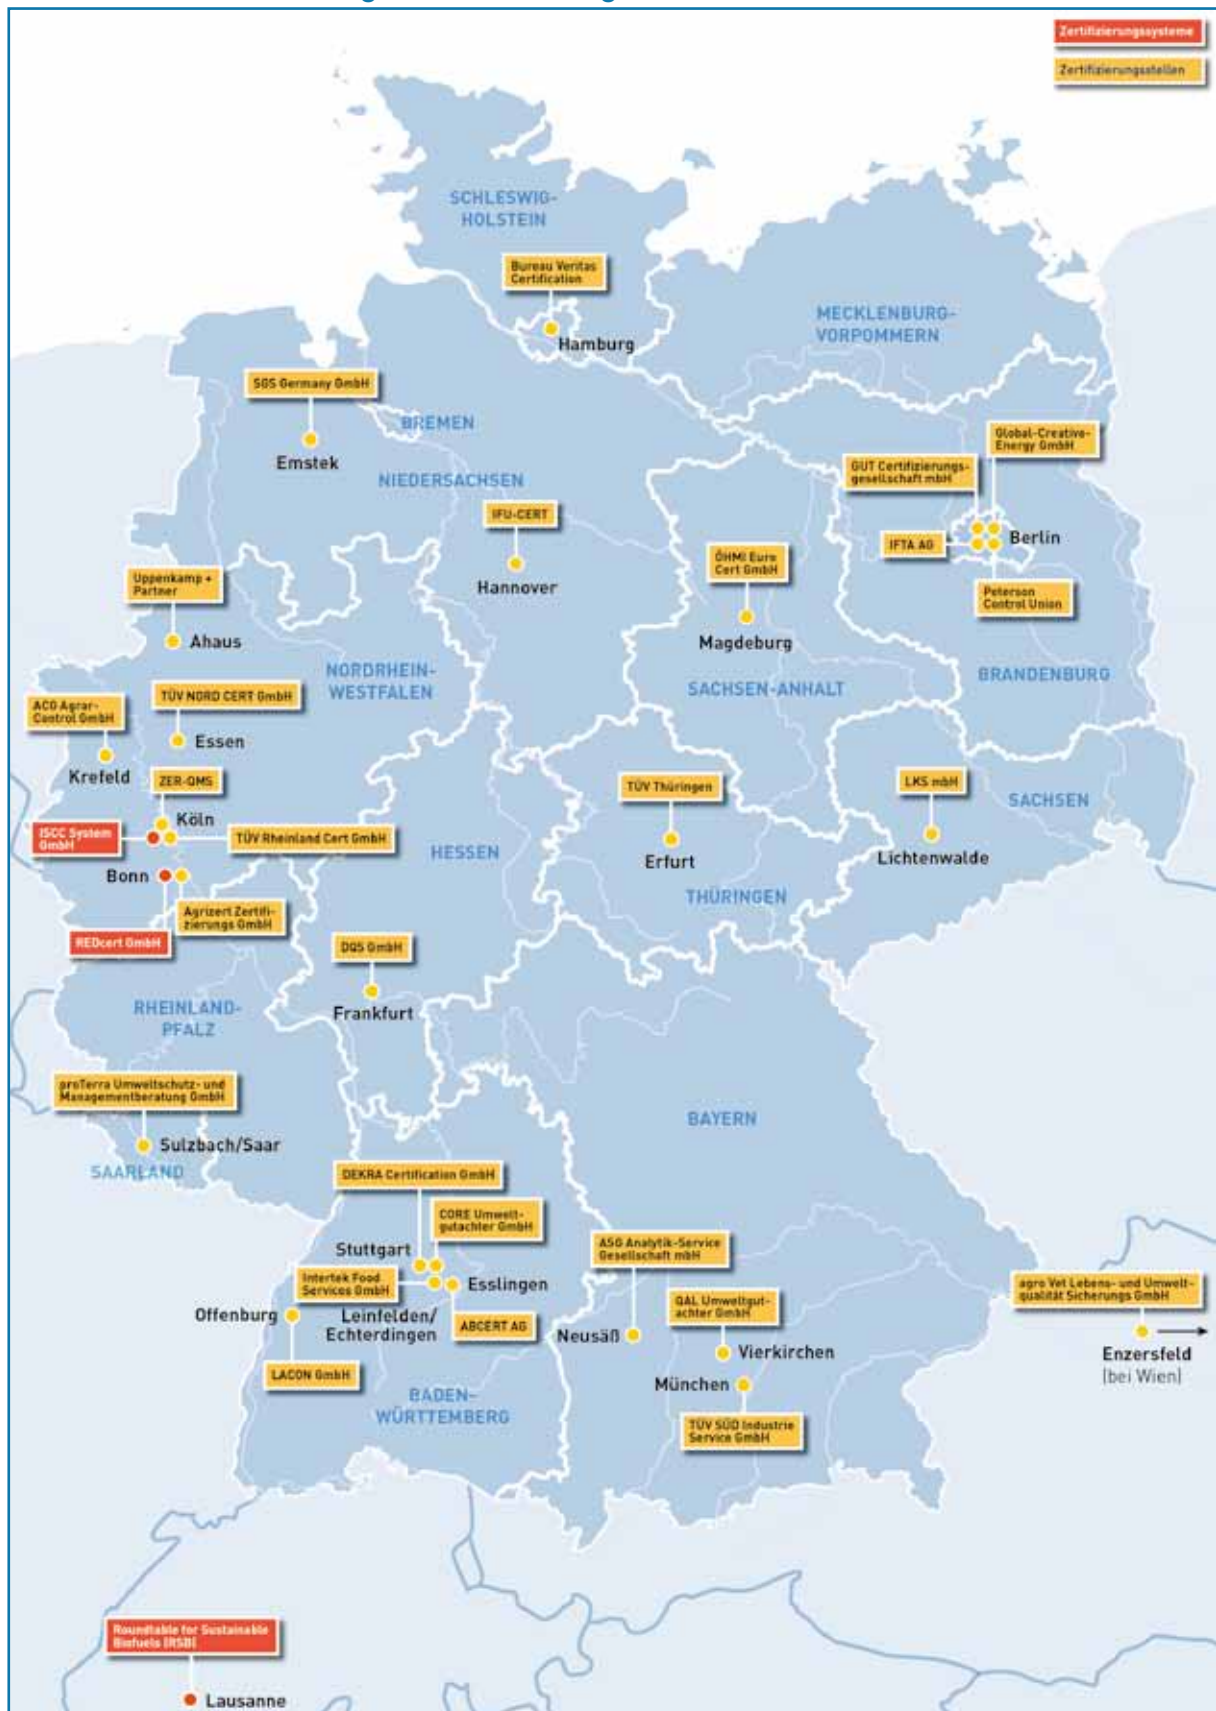 Zertifizierungssysteme
Zertifizierungsstellen
SCHLESWIG-
HOLSTEIN
Bureau Veritas
Certification
Hamburg
MECKLENBURG-
VORPOMMERN
SGS Germany GmbH
Emstek
BREMEN
NIEDERSACHSEN
Global-Creative-
Energy GmbH
GUT Certifizierungs-
gesellschaft mbH
IFTA AG
Berlin
Peterson
Control Union
IFU-CERT
Hannover
ÖHMI Euro
Cert GmbH
Magdeburg
Uppenkamp +
Partner
Ahaus
NORDRHEIN-
WESTFALEN
SACHSEN-ANHALT
BRANDENBURG
ACG Agrar-
Control GmbH
Krefeld
TÜV NORD CERT GmbH
Essen
ZER-QMS
Köln
ISCC System
GmbH
TÜV Rheinland Cert GmbH
HESSEN
TÜV Thüringen
Erfurt
THÜRINGEN
LKS mbH
Lichtenwalde
SACHSEN
Bonn
Agrizert Zertifi-
zierungs GmbH
REDcert GmbH
DQS GmbH
Frankfurt
RHEINLAND-
PFALZ
proTerra Umweltschutz- und
Managementberatung GmbH
Sulzbach/Saar
SAARLAND
BAYERN
DEKRA Certification GmbH
CORE Umwelt-
gutachter GmbH
Stuttgart
Intertek Food
Services GmbH
Esslingen
Leinfelden/
Echterdingen
ABCERT AG
Offenburg
LACON GmbH
BADEN-
WÜRTTEMBERG
ASG Analytik-Service
Gesellschaft mbH
Neusäß
QAL Umweltgut-
achter GmbH
Vierkirchen
München
TÜV SÜD Industrie
Service GmbH
agro Vet Lebens- und Umwelt-
qualität Sicherungs GmbH
Enzersfeld
(bei Wien)
Roundtable for Sustainable
Biofuels (RSB)
Lausanne